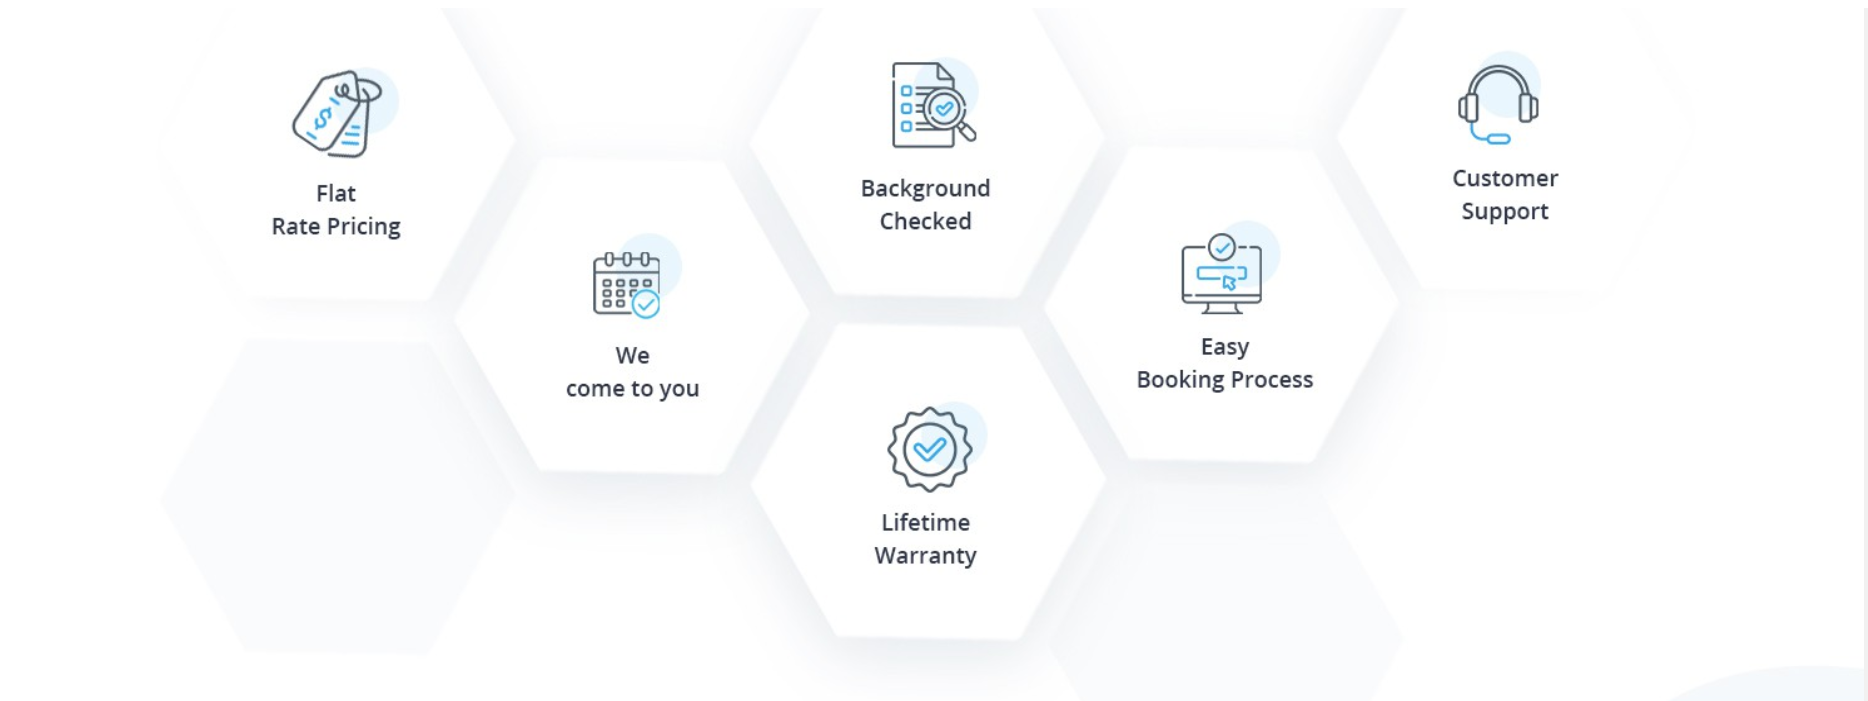 Flat
Rate Pricing
We
come to you
Background
Checked
Lifetime
Warranty
Easy
Booking Process
Customer
Support